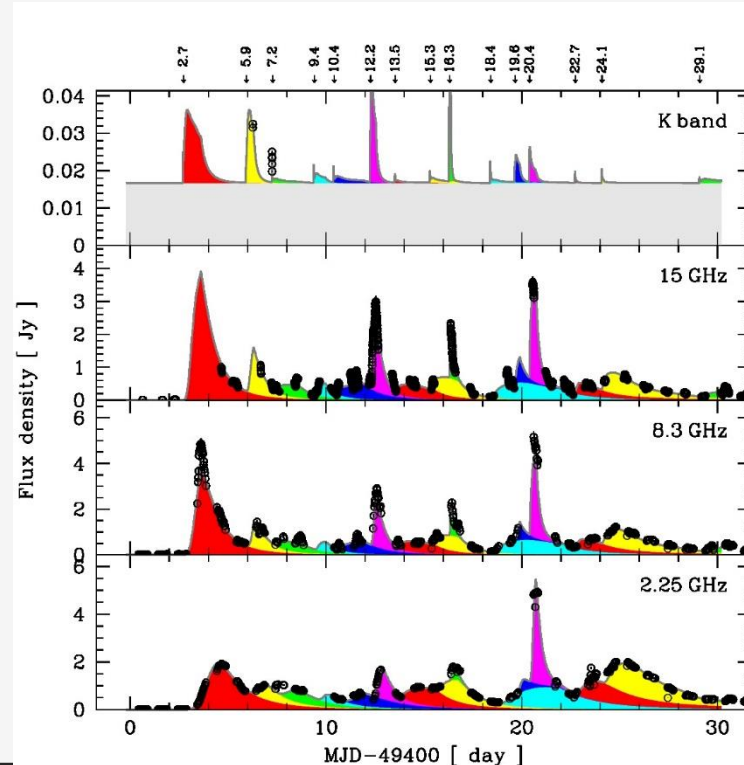 ← 2.7 ← 5.9 ← 7.2 ← 9.4 ← 10.4 ← 12.2 ← 13.5 ← 15.3 ← 16.3 ← 18.4 ← 19.6 ← 20.4 ← 22.7 ← 24.1 ← 29.1
K band
0.04
0.03
0.02
0.01
0
15 GHz
4
3
2
1
0
8.3 GHz
6
4
2
0
2.25 GHz
6
4
2
0
0 10 20 30
Flux density [ Jy ]
MJD-49400 [ day ]